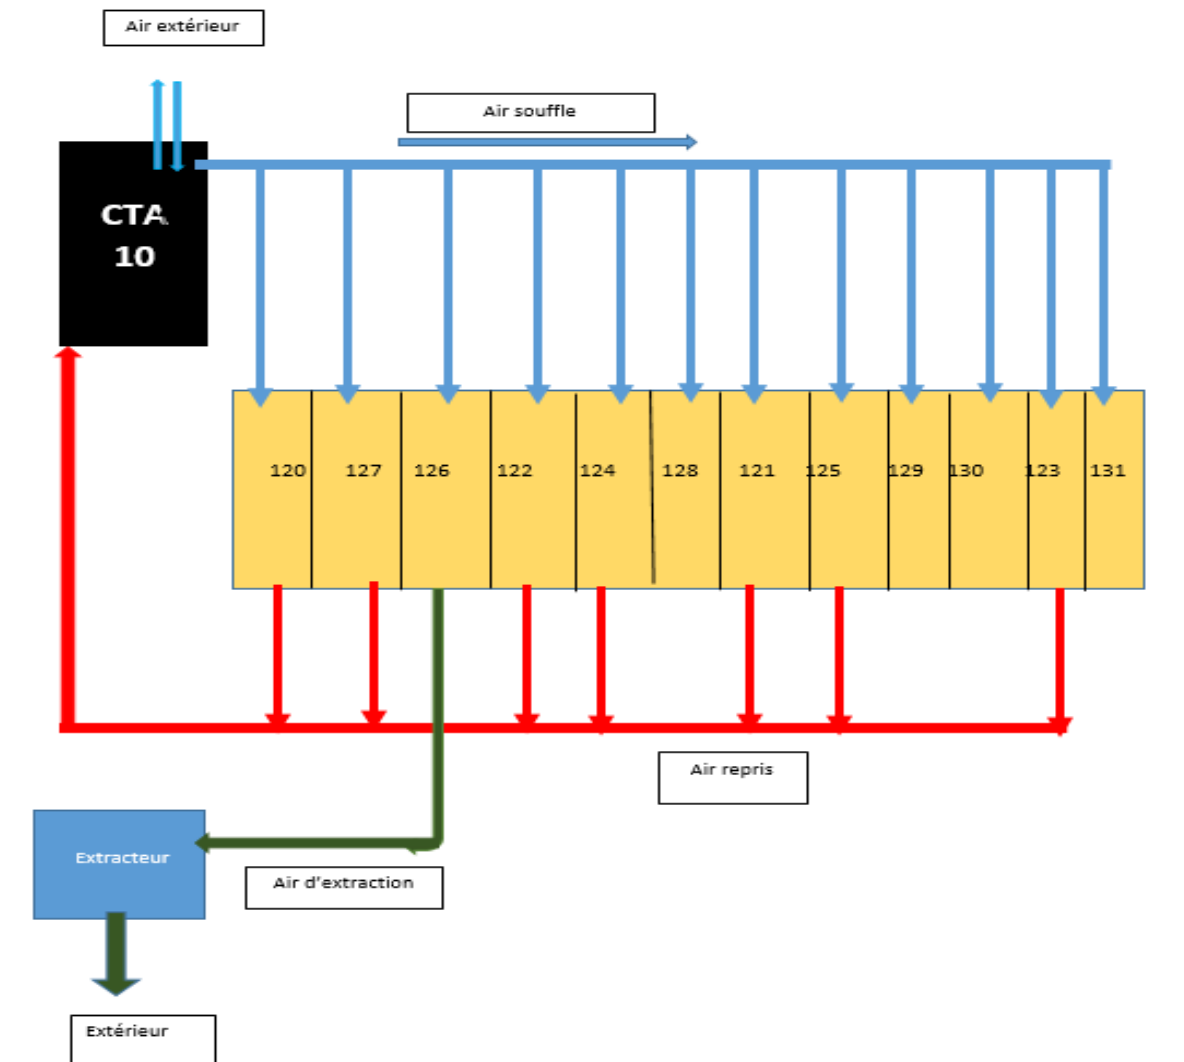 Air extérieur
Air souffle
CTA
10
120 127 126 122 124 128 121 125 129 130 123 131
Air repris
Extracteur
Air d'extraction
Extérieur